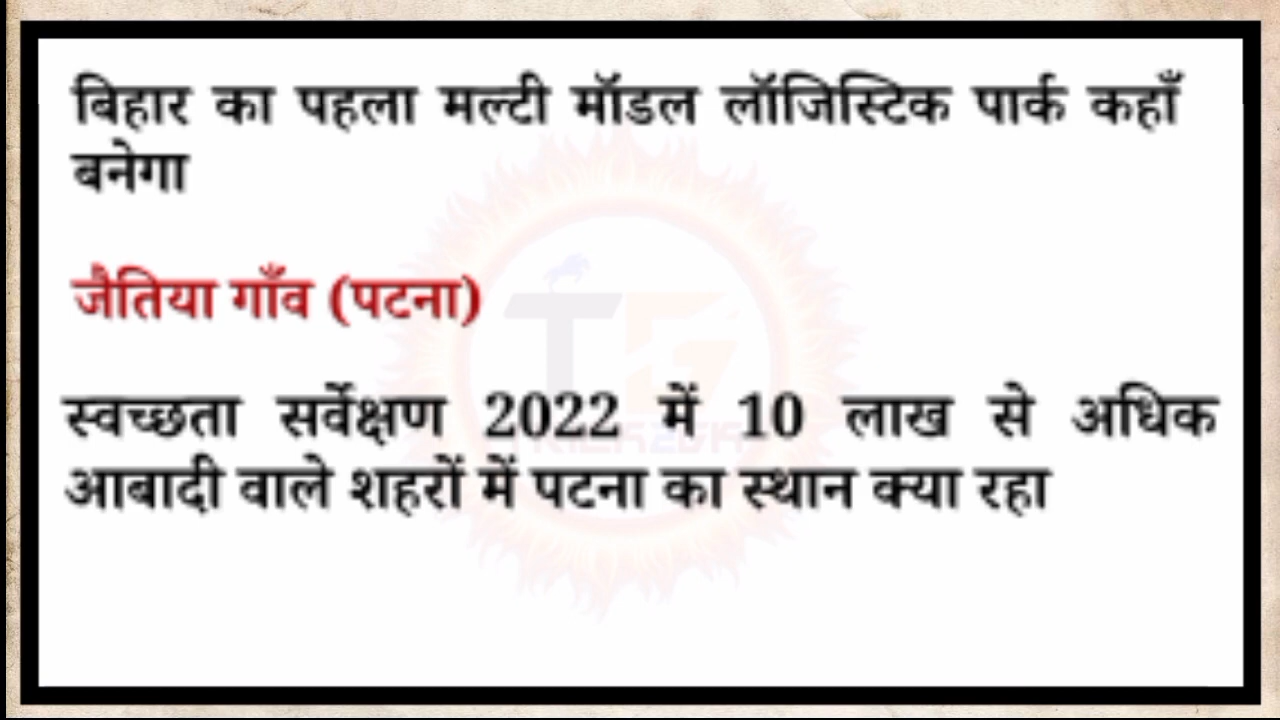 बिहार का पहला मल्टी मॉडल लॉजिस्टिक पार्क कहाँ
बनेगा
जैतिया गाँव (पटना)
स्वच्छता सर्वेक्षण 2022 में 10 लाख से अधिक
आबादी वाले शहरों में पटना का स्थान क्या रहा